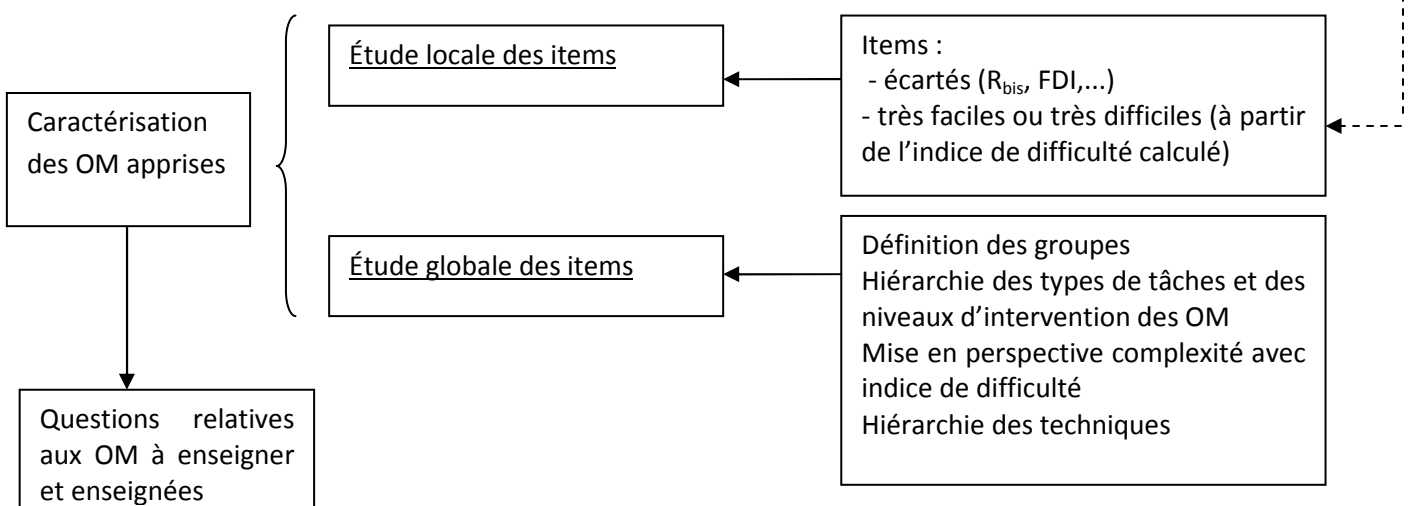 Caractérisation
des OM apprises
Étude locale des items
Items :
- écartés (R_bis, FDI,...)
- très faciles ou très difficiles (à partir
de l’indice de difficulté calculé)
Étude globale des items
Définition des groupes
Hiérarchie des types de tâches et des
niveaux d’intervention des OM
Mise en perspective complexité avec
indice de difficulté
Hiérarchie des techniques
Questions relatives
aux OM à enseigner
et enseignées